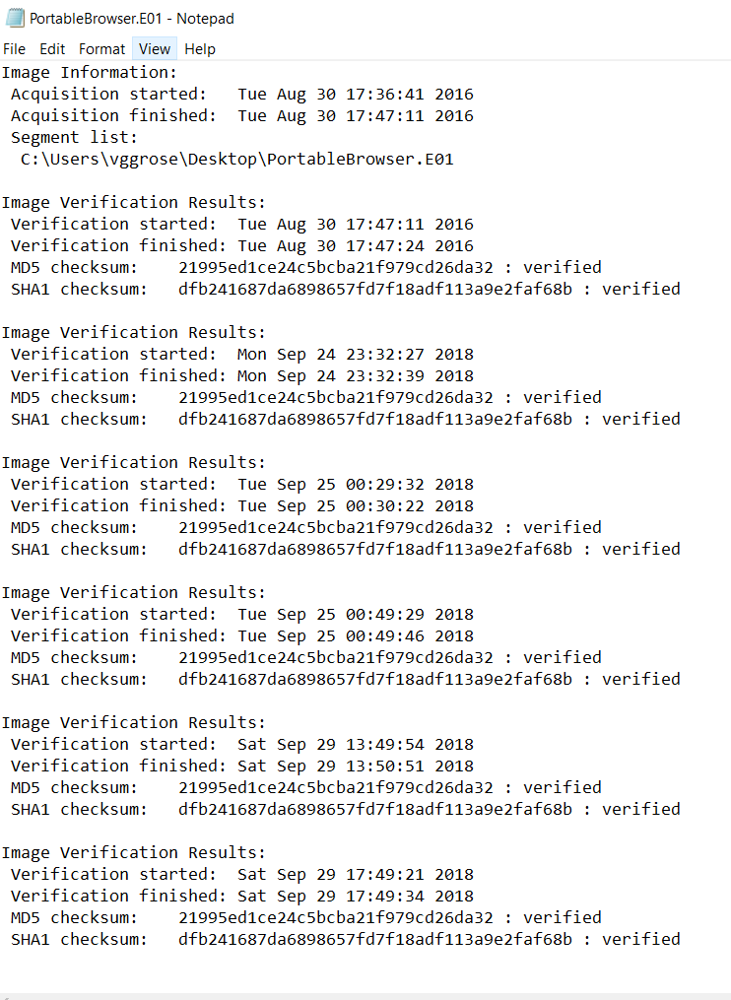 PortableBrowser.E01 - Notepad
File Edit Format View Help
Image Information:
Acquisition started: Tue Aug 30 17:36:41 2016
Acquisition finished: Tue Aug 30 17:47:11 2016
Segment list:
C:\Users\vggrose\Desktop\PortableBrowser.E01

Image Verification Results:
Verification started: Tue Aug 30 17:47:11 2016
Verification finished: Tue Aug 30 17:47:24 2016
MD5 checksum: 21995ed1ce24c5bcba21f979cd26da32 : verified
SHA1 checksum: dfb241687da6898657fd7f18adf113a9e2faf68b : verified

Image Verification Results:
Verification started: Mon Sep 24 23:32:27 2018
Verification finished: Mon Sep 24 23:32:39 2018
MD5 checksum: 21995ed1ce24c5bcba21f979cd26da32 : verified
SHA1 checksum: dfb241687da6898657fd7f18adf113a9e2faf68b : verified

Image Verification Results:
Verification started: Tue Sep 25 00:29:32 2018
Verification finished: Tue Sep 25 00:30:22 2018
MD5 checksum: 21995ed1ce24c5bcba21f979cd26da32 : verified
SHA1 checksum: dfb241687da6898657fd7f18adf113a9e2faf68b : verified

Image Verification Results:
Verification started: Tue Sep 25 00:49:29 2018
Verification finished: Tue Sep 25 00:49:46 2018
MD5 checksum: 21995ed1ce24c5bcba21f979cd26da32 : verified
SHA1 checksum: dfb241687da6898657fd7f18adf113a9e2faf68b : verified

Image Verification Results:
Verification started: Sat Sep 29 13:49:54 2018
Verification finished: Sat Sep 29 13:50:51 2018
MD5 checksum: 21995ed1ce24c5bcba21f979cd26da32 : verified
SHA1 checksum: dfb241687da6898657fd7f18adf113a9e2faf68b : verified

Image Verification Results:
Verification started: Sat Sep 29 17:49:21 2018
Verification finished: Sat Sep 29 17:49:34 2018
MD5 checksum: 21995ed1ce24c5bcba21f979cd26da32 : verified
SHA1 checksum: dfb241687da6898657fd7f18adf113a9e2faf68b : verified